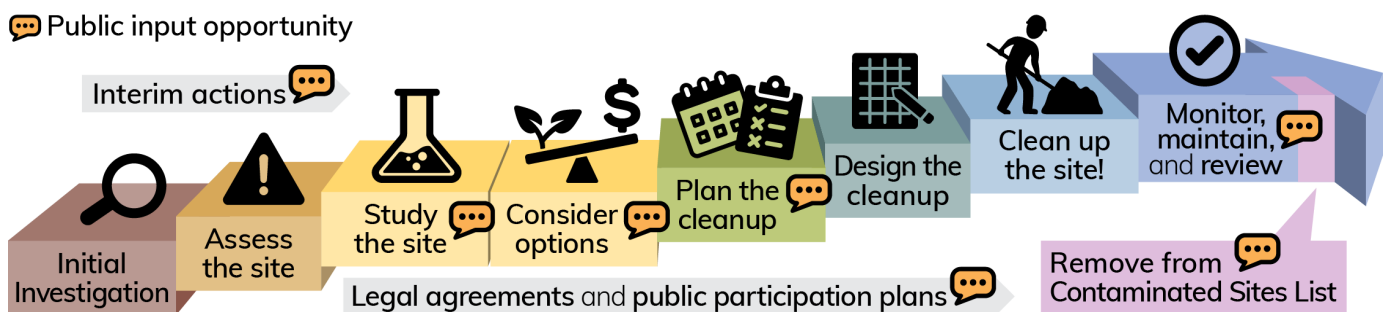 Public input opportunity
Interim actions
Initial
Investigation
Assess
the site
Study
the site
Consider
options
Plan the
cleanup
Design the
cleanup
Clean up
the site!
Monitor,
maintain,
and review
Legal agreements and public participation plans
Remove from
Contaminated Sites List